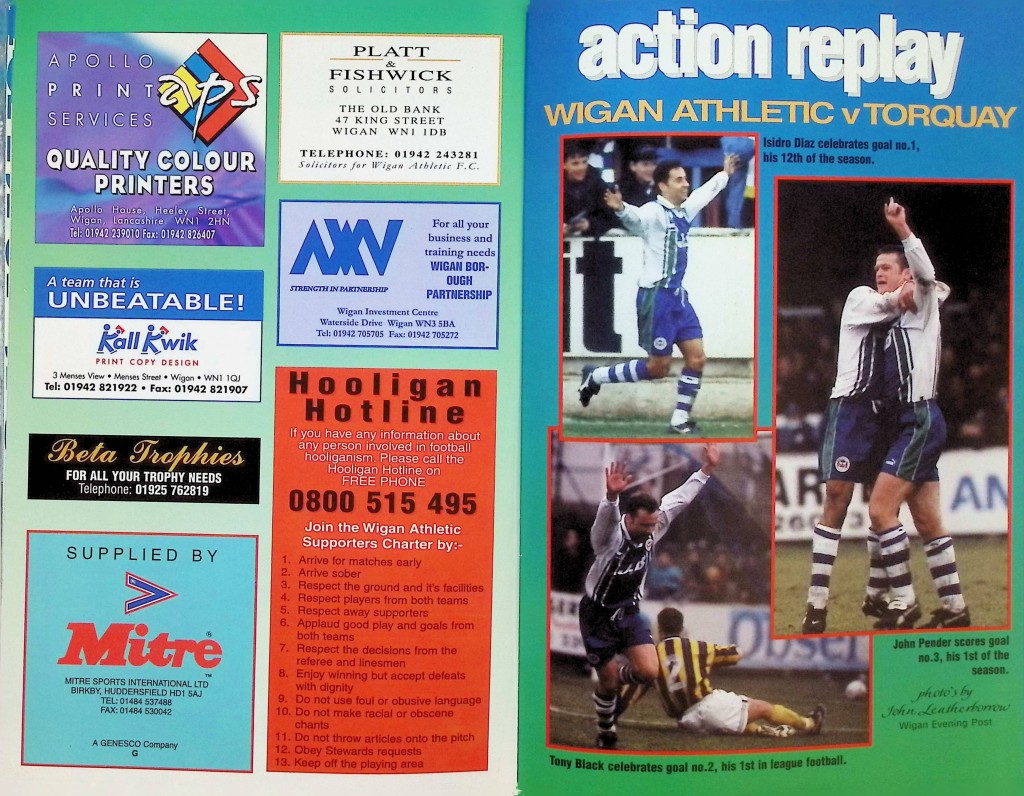 APOLLO
PRINT
SERVICES
aps
QUALITY COLOUR
PRINTERS
Apollo House, Heeley Street,
Wigan, Lancashire WN1 2HN
Tel: 01942 239010 Fax: 01942 826407
A team that is
UNBEATABLE!
Kall Kwik
PRINT COPY DESIGN
3 Menses View • Menses Street • Wigan • WN1 1QJ
Tel: 01942 821922 • Fax: 01942 821907
Beta Trophies
FOR ALL YOUR TROPHY NEEDS
Telephone: 01925 762819
SUPPLIED BY
Mitre®
™
MITRE SPORTS INTERNATIONAL LTD
BIRKBY, HUDDERSFIELD HD1 5AJ
TEL: 01484 537488
FAX: 01484 530042
A GENESCO Company
G
PLATT
&
FISHWICK
SOLICITORS
THE OLD BANK
47 KING STREET
WIGAN WN1 1DB
TELEPHONE: 01942 243281
Solicitors for Wigan Athletic F.C.
STRENGTH IN PARTNERSHIP
For all your
business and
training needs
WIGAN BOR-
OUGH
PARTNERSHIP
Wigan Investment Centre
Waterside Drive Wigan WN3 5BA
Tel: 01942 705705 Fax: 01942 705272
Hooligan
Hotline
If you have any information about
any person involved in football
hooliganism. Please call the
Hooligan Hotline on
FREE PHONE
0800 515 495
Join the Wigan Athletic
Supporters Charter by:-
1. Arrive for matches early
2. Arrive sober
3. Respect the ground and it's facilities
4. Respect players from both teams
5. Respect away supporters
6. Applaud good play and goals from
both teams
7. Respect the decisions from the
referee and linesmen
8. Enjoy winning but accept defeats
with dignity
9. Do not use foul or obusive language
10. Do not make racial or obscene
chants
11. Do not throw articles onto the pitch
12. Obey Stewards requests
13. Keep off the playing area
action replay
WIGAN ATHLETIC v TORQUAY
Isidro Diaz celebrates goal no.1,
his 12th of the season.
it
AN
Obser
2
John Pender scores goal
no.3, his 1st of the
season.
photo's by
John Leatherborrow
Wigan Evening Post
Tony Black celebrates goal no.2, his 1st in league football.